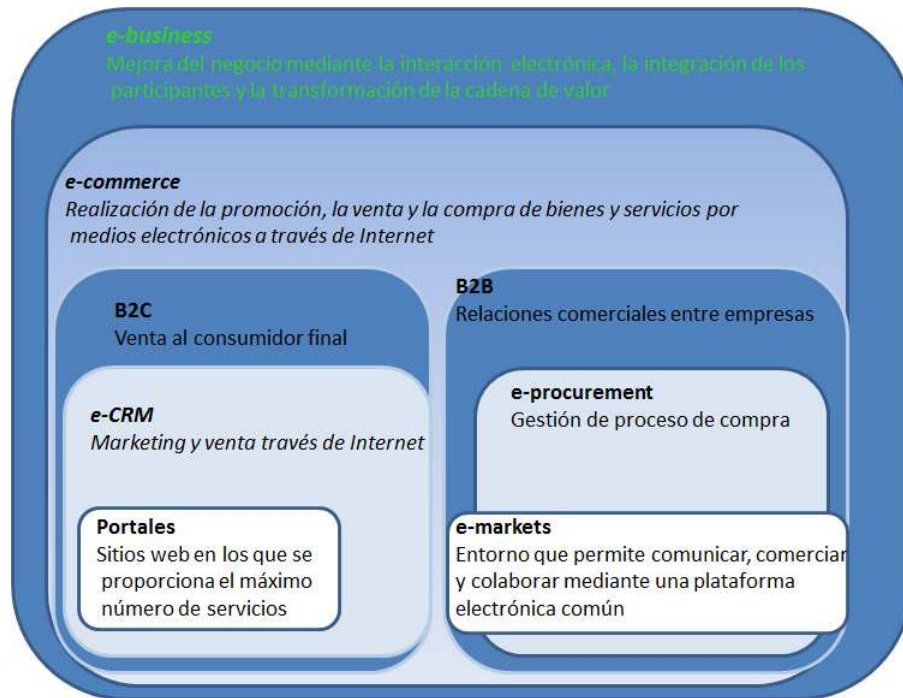 e-business
Mejora del negocio mediante la interacción electrónica, la integración de los
participantes y la transformación de la cadena de valor
e-commerce
Realización de la promoción, la venta y la compra de bienes y servicios por
medios electrónicos a través de Internet
B2C
Venta al consumidor final
e-CRM
Marketing y venta través de Internet
Portales
Sitios web en los que se
proporciona el máximo
número de servicios
B2B
Relaciones comerciales entre empresas
e-procurement
Gestión de proceso de compra
e-markets
Entorno que permite comunicar, comerciar
y colaborar mediante una plataforma
electrónica común